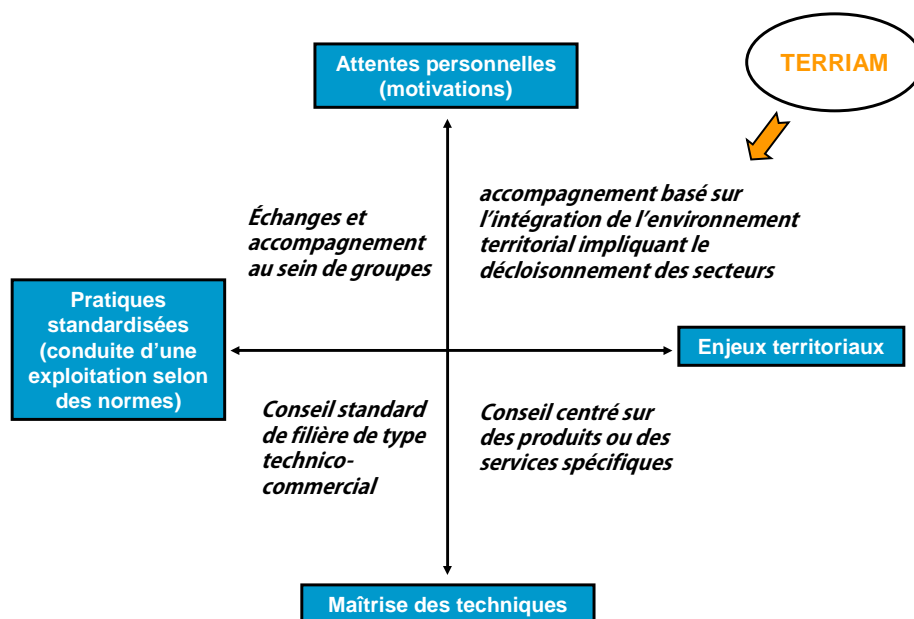 Attentes personnelles
(motivations)
TERRIAM
Échanges et
accompagnement
au sein de groupes
accompagnement basé sur
l'intégration de l'environnement
territorial impliquant le
décloisonnement des secteurs
Pratiques
standardisées
(conduite d'une
exploitation selon
des normes)
Enjeux territoriaux
Conseil standard
de filière de type
technico-
commercial
Conseil centré sur
des produits ou des
services spécifiques
Maîtrise des techniques